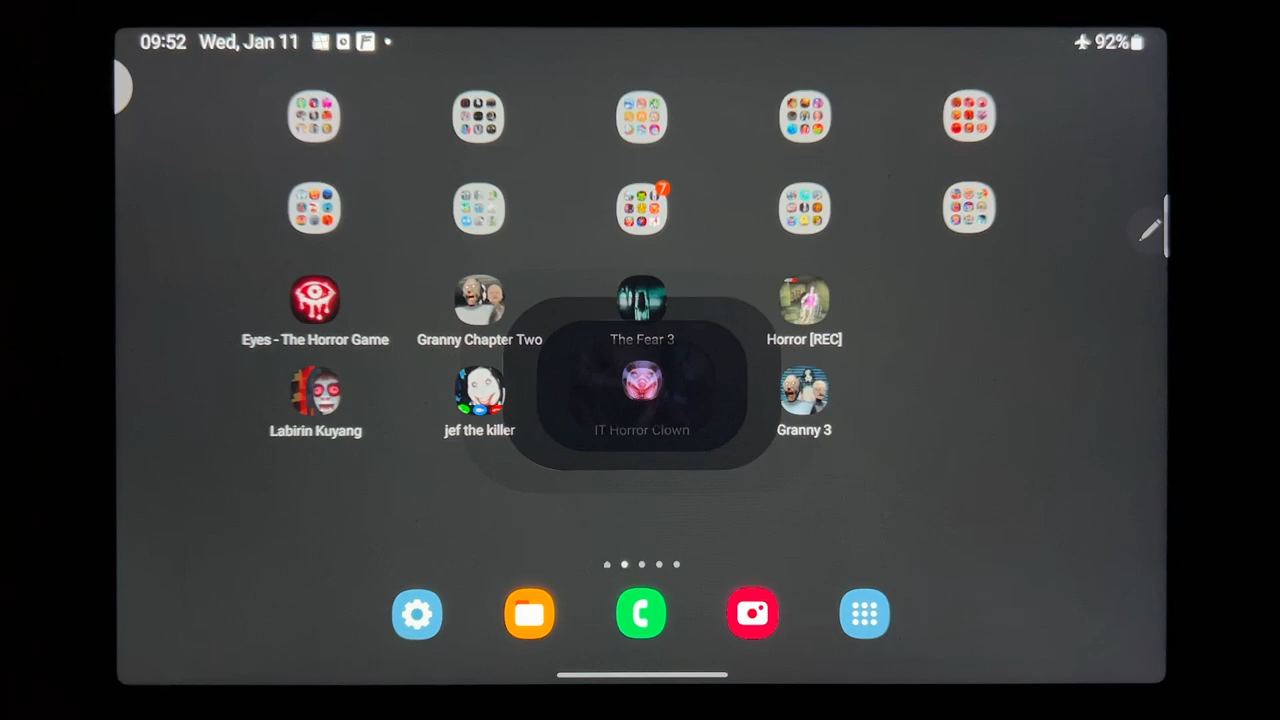 09:52 Wed, Jan 11
92%
7
Eyes - The Horror Game
Granny Chapter Two
The Fear 3
Horror [REC]
Labirin Kuyang
jef the killer
IT Horror Clown
Granny 3